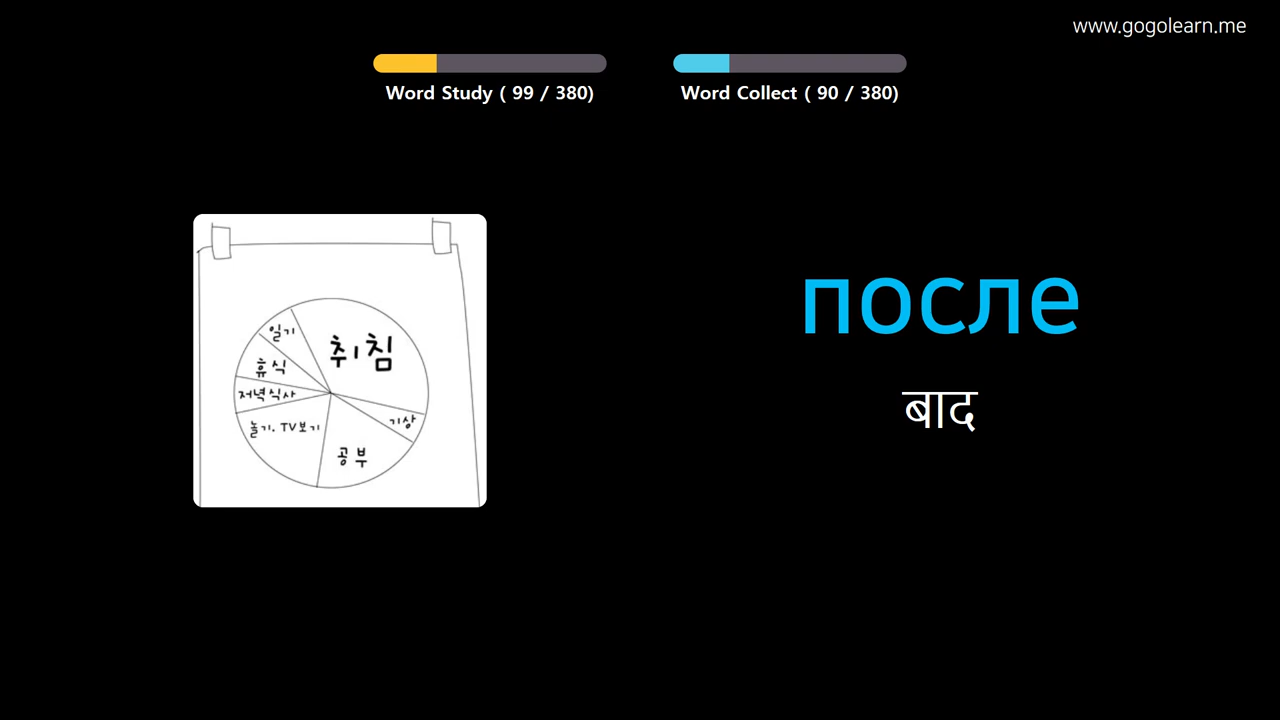 www.gogolearn.me
Word Study ( 99 / 380)
Word Collect ( 90 / 380)
일기
취침
휴식
저녁식사
기상
놀기. TV보기
공부
после
बाद